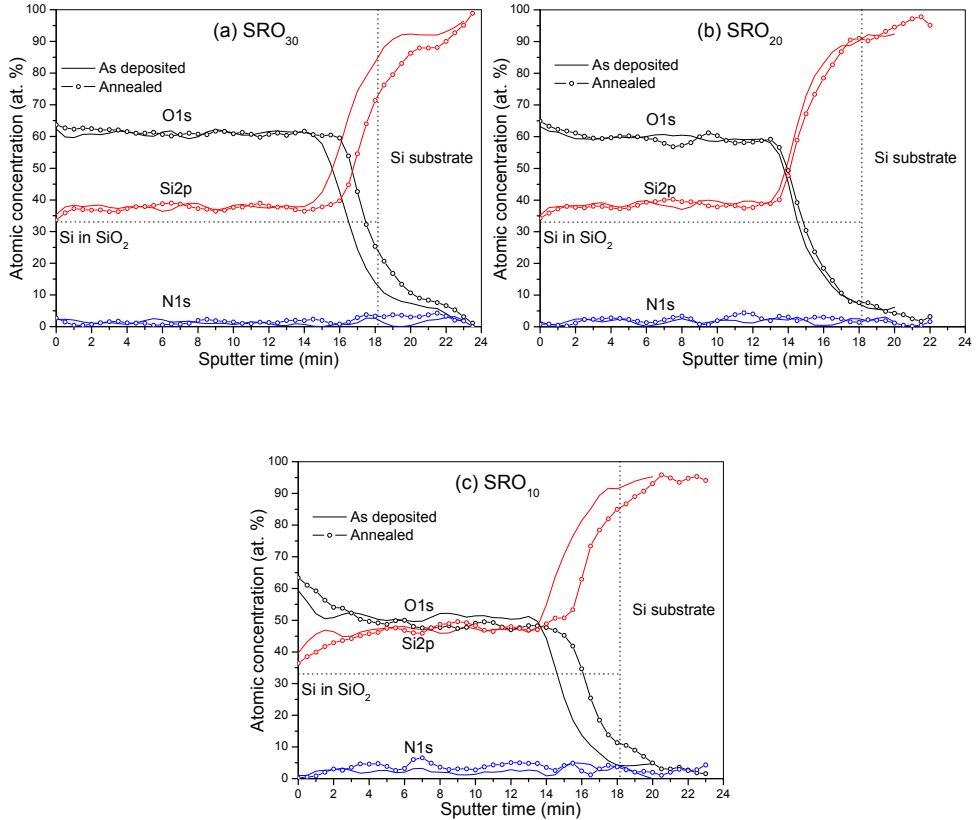 (a) SRO30
As deposited
Annealed
O1s
Si2p
Si substrate
Si in SiO2
N1s
Atomic concentration (at. %)
0 10 20 30 40 50 60 70 80 90 100
0 2 4 6 8 10 12 14 16 18 20 22 24
Sputter time (min)
(b) SRO20
As deposited
Annealed
O1s
Si2p
Si substrate
Si in SiO2
N1s
Atomic concentration (at. %)
0 10 20 30 40 50 60 70 80 90 100
0 2 4 6 8 10 12 14 16 18 20 22 24
Sputter time (min)
(c) SRO10
As deposited
Annealed
O1s
Si2p
Si substrate
Si in SiO2
N1s
Atomic concentration (at. %)
0 10 20 30 40 50 60 70 80 90 100
0 2 4 6 8 10 12 14 16 18 20 22 24
Sputter time (min)